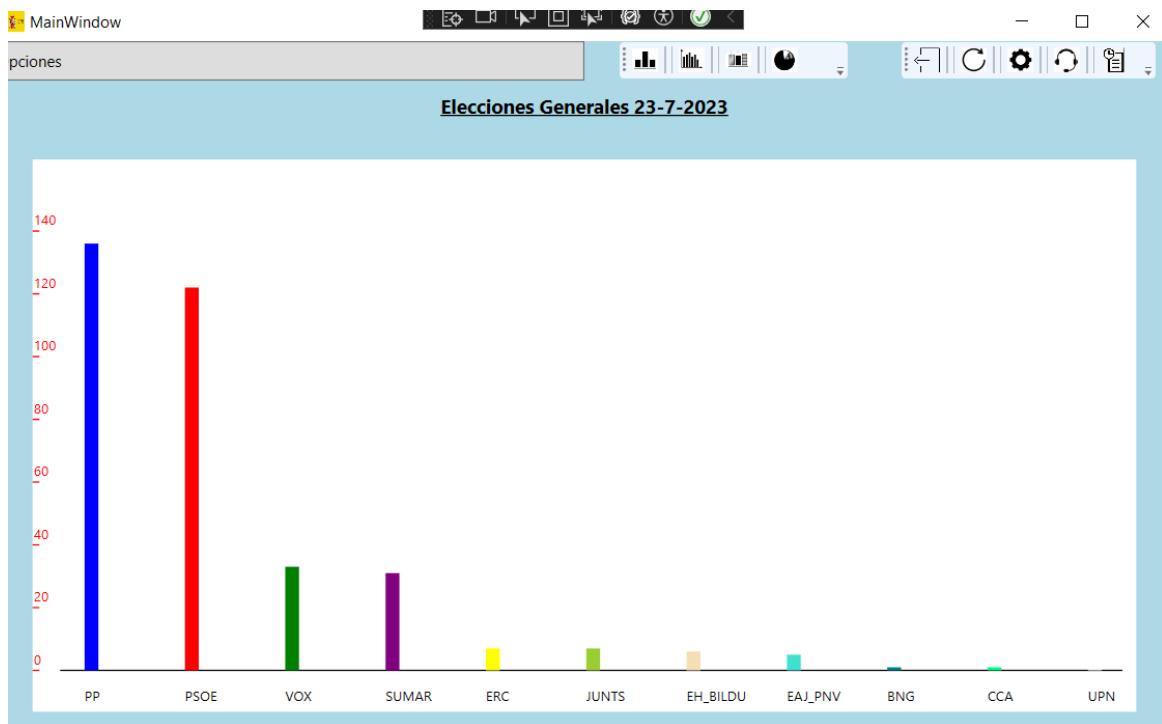 MainWindow
pciones
Elecciones Generales 23-7-2023
140
120
100
80
60
40
20
0
PP PSOE VOX SUMAR ERC JUNTS EH_BILDU EAJ_PNV BNG CCA UPN